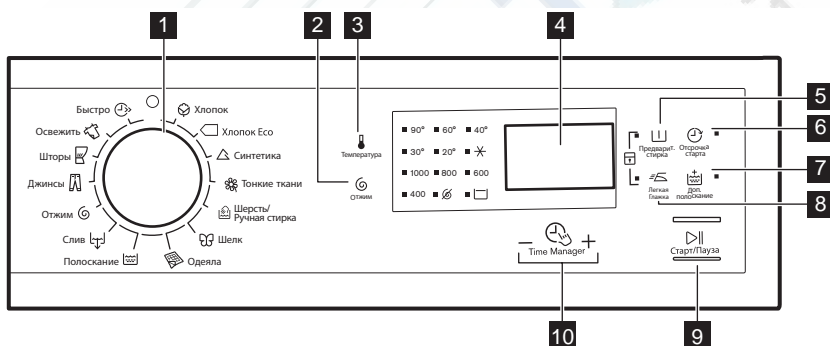 1
2
3
4
5
6
7
8
9
10
Быстро
Освежить
Шторы
Джинсы
Отжим
Слив
Полоскание
Хлопок
Хлопок Eco
Синтетика
Тонкие ткани
Шерсть/
Ручная стирка
Шелк
Одеяла
Температура
Отжим
90° 60° 40°
30° 20°
1000 800 600
400
Предварит.
стирка
Отсрочка
старта
Легкая
Глажка
Доп.
полоскание
Time Manager
Старт/Пауза